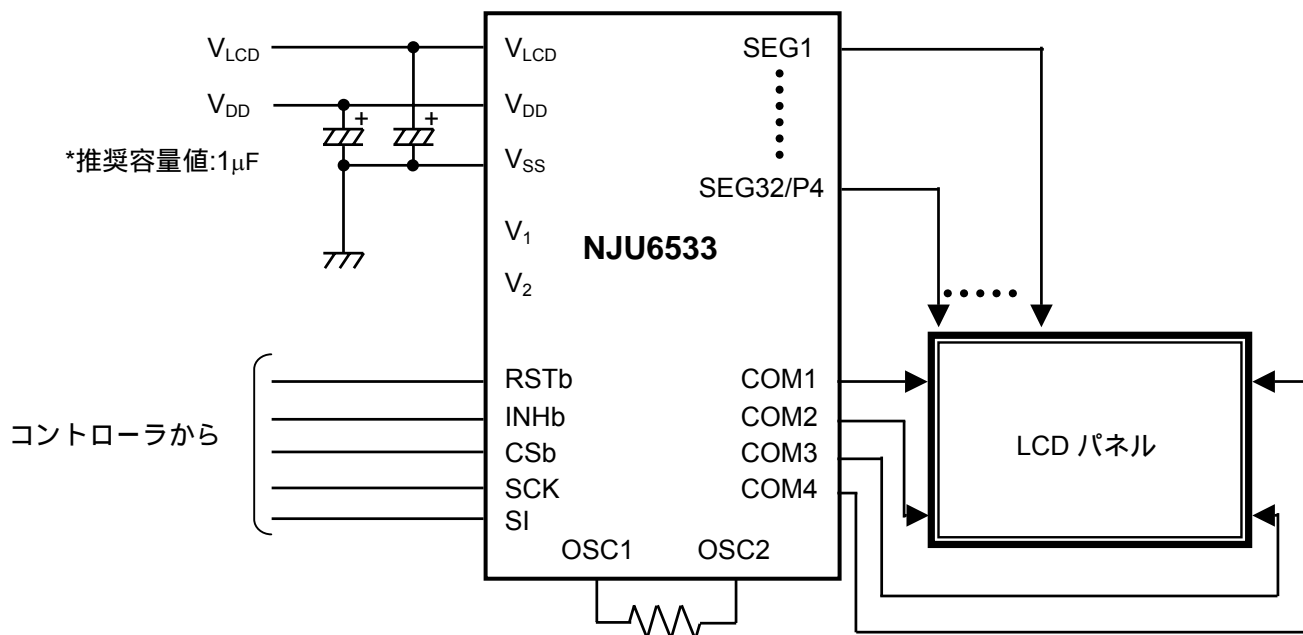 VLCD
VDD
*推奨容量値:1μF
コントローラから
VLCD
VDD
VSS
V1
V2
RSTb
INHb
CSb
SCK
SI
NJU6533
SEG1
SEG32/P4
COM1
COM2
COM3
COM4
OSC1 OSC2
+ +
LCD パネル